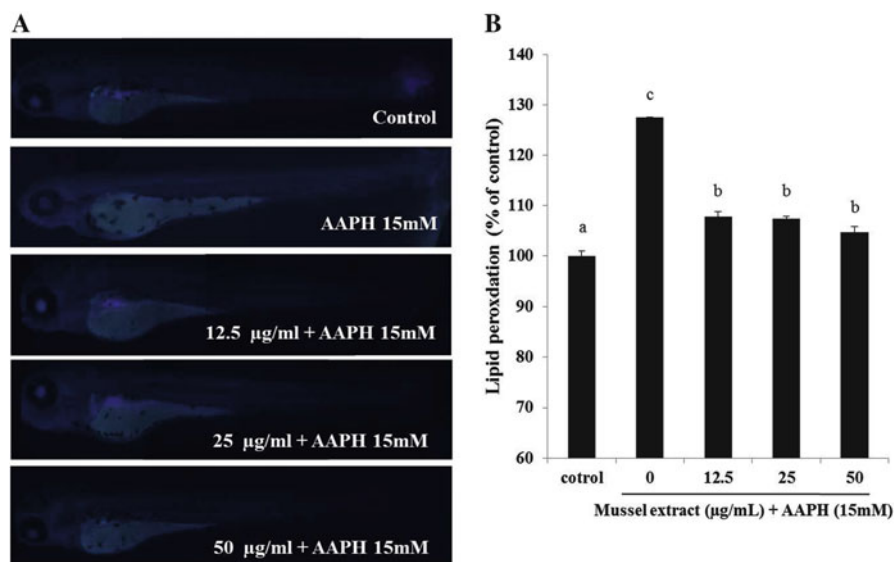 A
Control
AAPH 15mM
12.5 µg/ml + AAPH 15mM
25 µg/ml + AAPH 15mM
50 µg/ml + AAPH 15mM
B
Lipid peroxdation (% of control)
140
130
120
110
100
90
80
70
60
a
c
b
b
b
cotrol
0
12.5
25
50
Mussel extract (µg/mL) + AAPH (15mM)